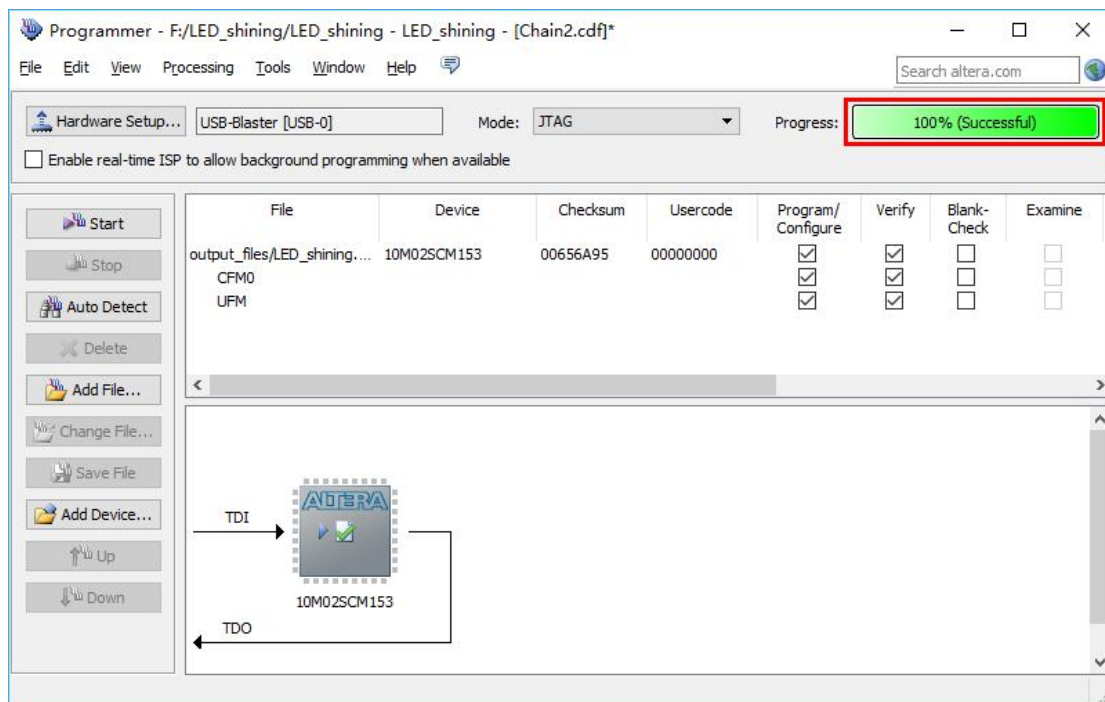 Programmer - F:/LED_shining/LED_shining - LED_shining - [Chain2.cdf]*
File Edit View Processing Tools Window Help
Search altera.com
Hardware Setup... USB-Blaster [USB-0] Mode: JTAG Progress: 100% (Successful)
Enable real-time ISP to allow background programming when available
Start
Stop
Auto Detect
Delete
Add File...
Change File...
Save File
Add Device...
Up
Down
File Device Checksum Usercode Program/ Verify Blank- Examine
Configure Check
output_files/LED_shining.... 10M02SCM153 00656A95 00000000
CFM0
UFM
TDI
ALTERA
10M02SCM153
TDO